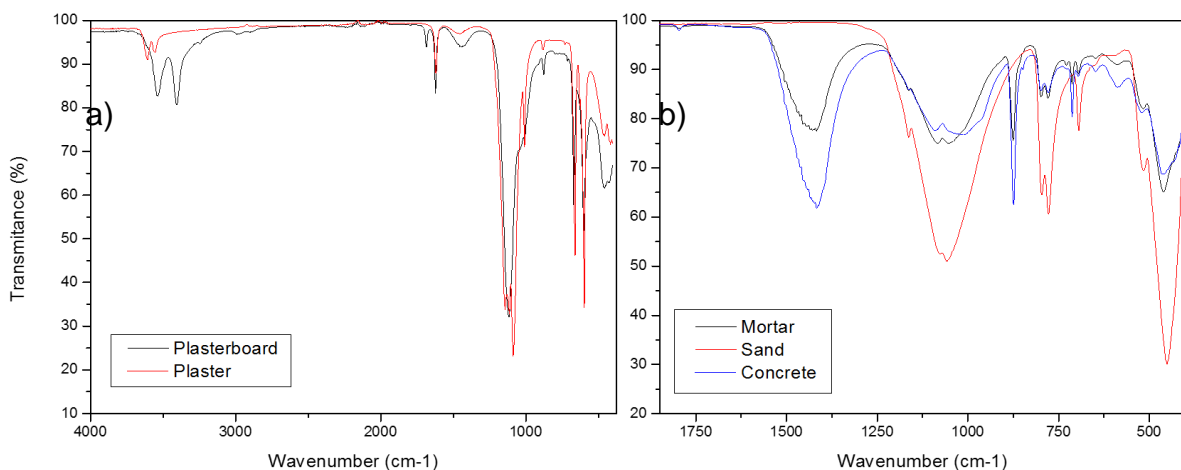 a)
b)
Transmitance (%)
100
90
80
70
60
50
40
30
20
10
Plasterboard
Plaster
4000
3000
2000
1000
Wavenumber (cm-1)
100
90
80
70
60
50
40
30
20
Mortar
Sand
Concrete
1750
1500
1250
1000
750
500
Wavenumber (cm-1)